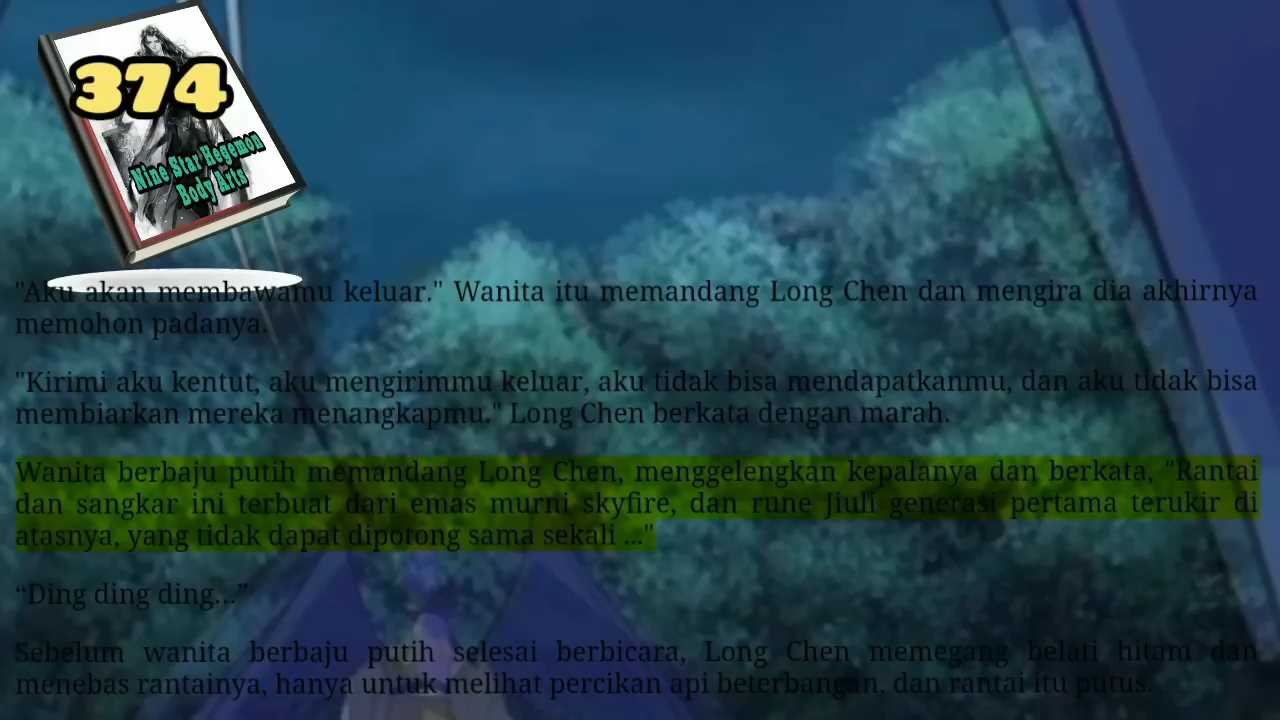 374
Nine Star Hegemon
Body Arts
"Aku akan membawamu keluar." Wanita itu memandang Long Chen dan mengira dia akhirnya
memohon padanya.
"Kirimi aku kentut, aku mengirimmu keluar, aku tidak bisa mendapatkanmu, dan aku tidak bisa
membiarkan mereka menangkapmu." Long Chen berkata dengan marah.
Wanita berbaju putih memandang Long Chen, menggelengkan kepalanya dan berkata, "Rantai
dan sangkar ini terbuat dari emas murni skyfire, dan rune Jiuli generasi pertama terukir di
atasnya, yang tidak dapat dipotong sama sekali ..."
“Ding ding ding...”
Sebelum wanita berbaju putih selesai berbicara, Long Chen memegang belati hitam dan
menebas rantainya, hanya untuk melihat percikan api beterbangan, dan rantai itu putus.